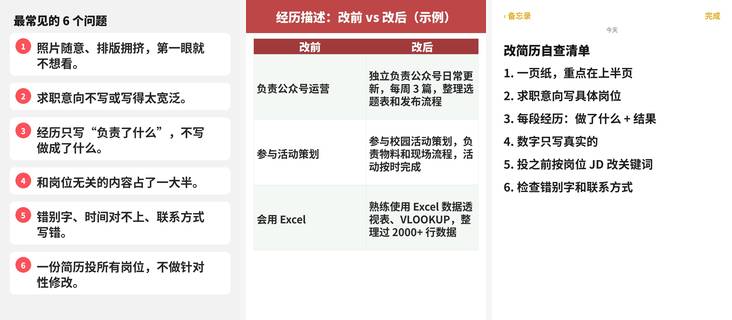 最常见的 6 个问题
1 照片随意、排版拥挤，第一眼就
不想看。
2 求职意向不写或写得太宽泛。
3 经历只写“负责了什么”，不写
做成了什么。
4 和岗位无关的内容占了一大半。
5 错别字、时间对不上、联系方式
写错。
6 一份简历投所有岗位，不做针对
性修改。
经历描述：改前 vs 改后（示例）
改前 改后
负责公众号运营
独立负责公众号日常更
新，每周 3 篇，整理选
题表和发布流程
参与活动策划
参与校园活动策划，负
责物料和现场流程，活
动按时完成
会用 Excel
熟练使用 Excel 数据透
视表、VLOOKUP，整
理过 2000+ 行数据
‹ 备忘录 完成
今天
改简历自查清单
1. 一页纸，重点在上半页
2. 求职意向写具体岗位
3. 每段经历：做了什么 + 结果
4. 数字只写真实的
5. 投之前按岗位 JD 改关键词
6. 检查错别字和联系方式